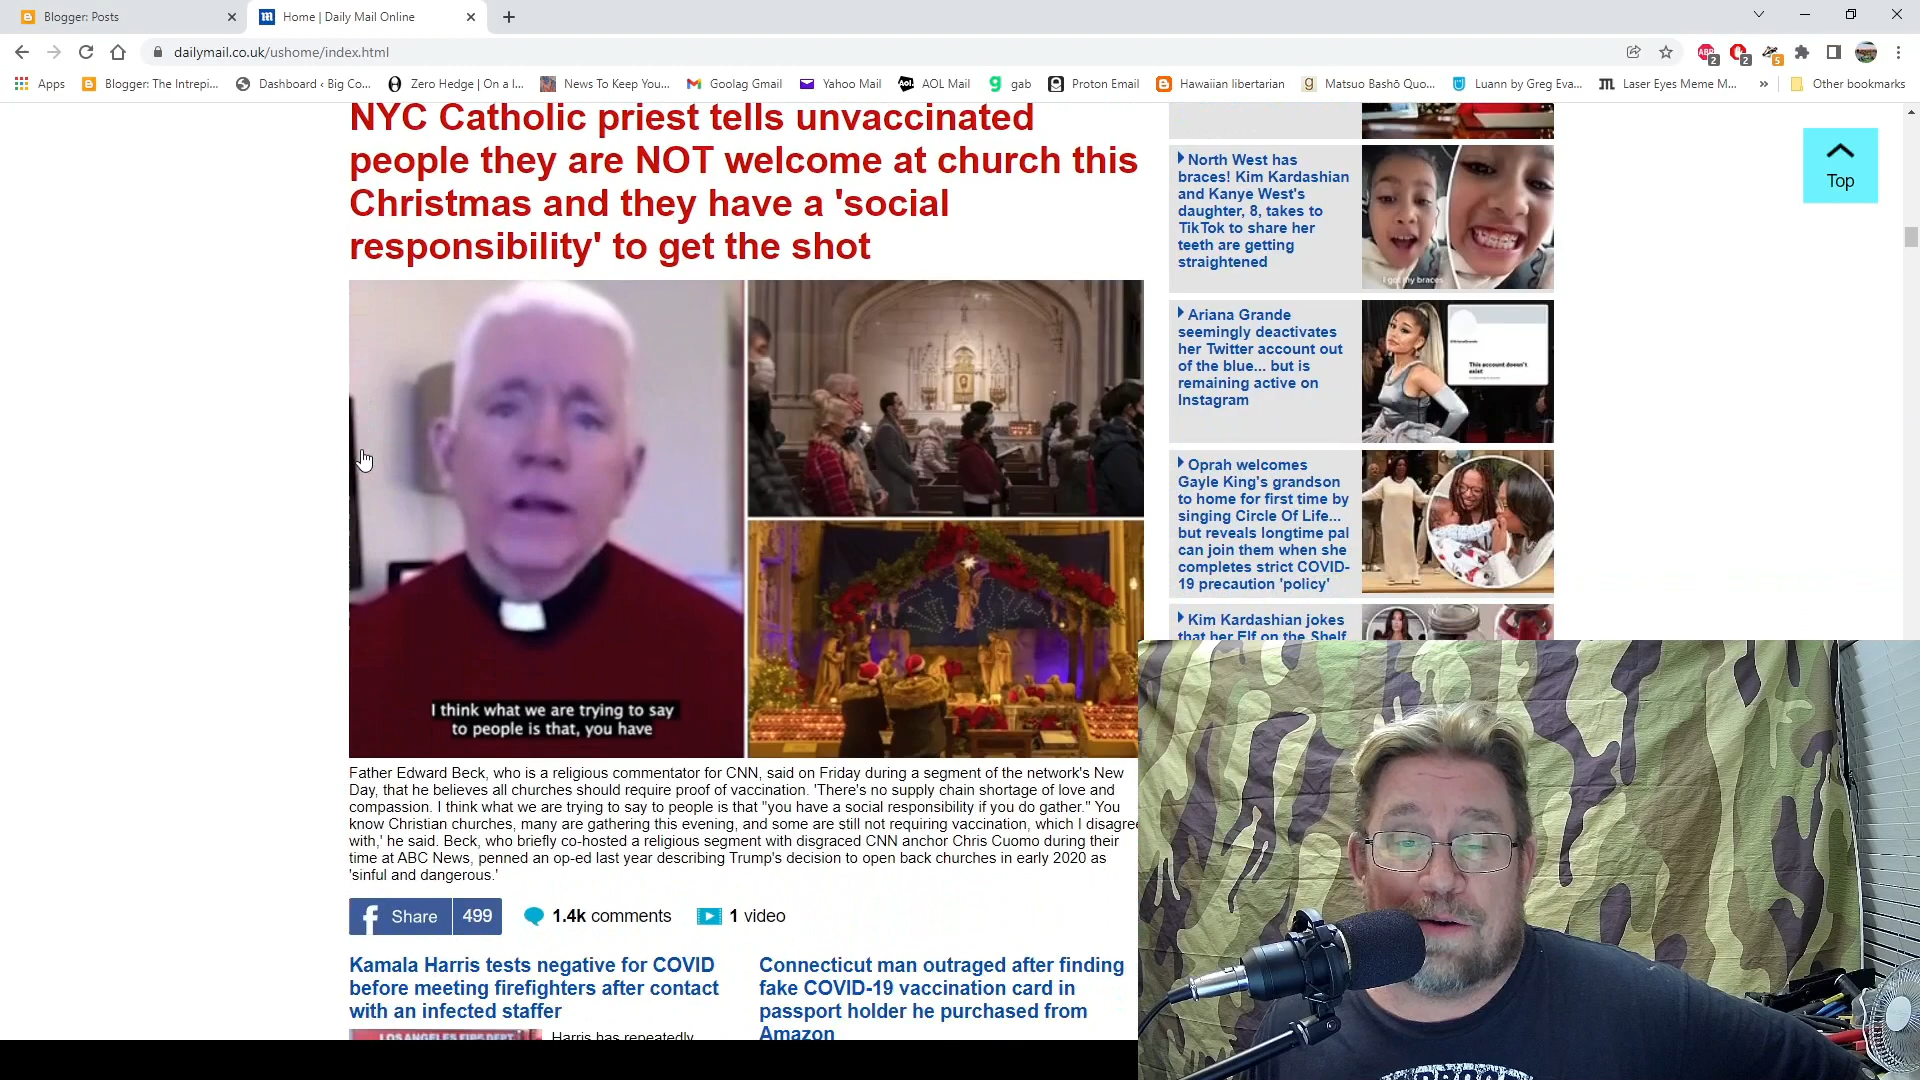 Blogger: Posts
Home | Daily Mail Online
dailymail.co.uk/ushome/index.html
ABP
2
2
5
Apps
Blogger: The Intrepi...
Dashboard ‹ Big Co...
Zero Hedge | On a l...
News To Keep You...
Goolag Gmail
Yahoo Mail
AOL Mail
gab
Proton Email
Hawaiian libertarian
Matsuo Bashō Quo...
Luann by Greg Eva...
Laser Eyes Meme M...
»
Other bookmarks
NYC Catholic priest tells unvaccinated
people they are NOT welcome at church this
Christmas and they have a 'social
responsibility' to get the shot
I think what we are trying to say
to people is that, you have
Father Edward Beck, who is a religious commentator for CNN, said on Friday during a segment of the network's New
Day, that he believes all churches should require proof of vaccination. 'There's no supply chain shortage of love and
compassion. I think what we are trying to say to people is that "you have a social responsibility if you do gather." You
know Christian churches, many are gathering this evening, and some are still not requiring vaccination, which I disagree
with,' he said. Beck, who briefly co-hosted a religious segment with disgraced CNN anchor Chris Cuomo during their
time at ABC News, penned an op-ed last year describing Trump's decision to open back churches in early 2020 as
'sinful and dangerous.'
Share 499
1.4k comments
1 video
Kamala Harris tests negative for COVID
before meeting firefighters after contact
with an infected staffer
LOS ANGELES FIRE DEPT
Harris has repeatedly
Connecticut man outraged after finding
fake COVID-19 vaccination card in
passport holder he purchased from
Amazon
North West has
braces! Kim Kardashian
and Kanye West's
daughter, 8, takes to
TikTok to share her
teeth are getting
straightened
I got my braces
Ariana Grande
seemingly deactivates
her Twitter account out
of the blue... but is
remaining active on
Instagram
This account doesn't
exist
Oprah welcomes
Gayle King's grandson
to home for first time by
singing Circle Of Life...
but reveals longtime pal
can join them when she
completes strict COVID-
19 precaution 'policy'
Kim Kardashian jokes
that her Elf on the Shelf
Top